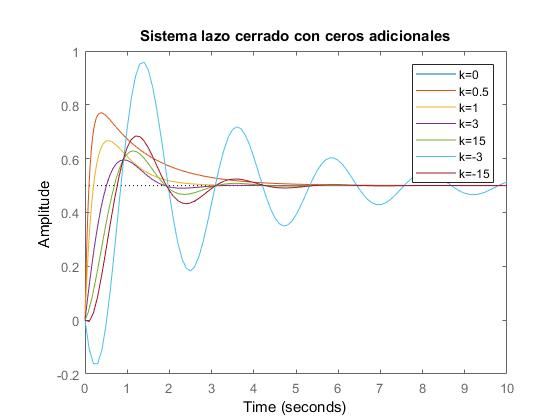 Sistema lazo cerrado con ceros adicionales
1
0.8
0.6
0.4
0.2
0
-0.2
Amplitude
k=0
k=0.5
k=1
k=3
k=15
k=-3
k=-15
0 1 2 3 4 5 6 7 8 9 10
Time (seconds)